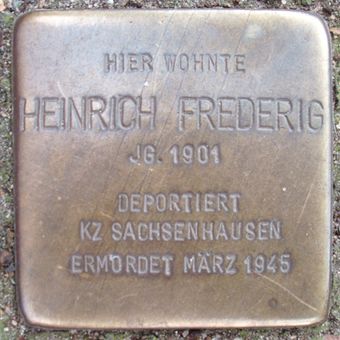 HIER WOHNTE
HEINRICH FREDERIG
JG. 1901
DEPORTIERT
KZ SACHSENHAUSEN
ERMORDET MÄRZ 1945